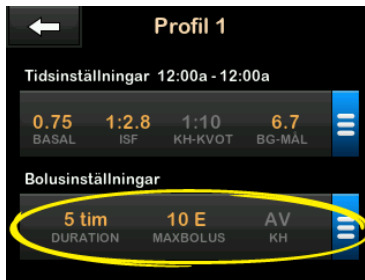 Profil 1
Tidsinställningar 12:00a - 12:00a
0.75 1:2.8 1:10 6.7
BASAL ISF KH-KVOT BG-MÅL
Bolusinställningar
5 tim 10 E AV
DURATION MAXBOLUS KH